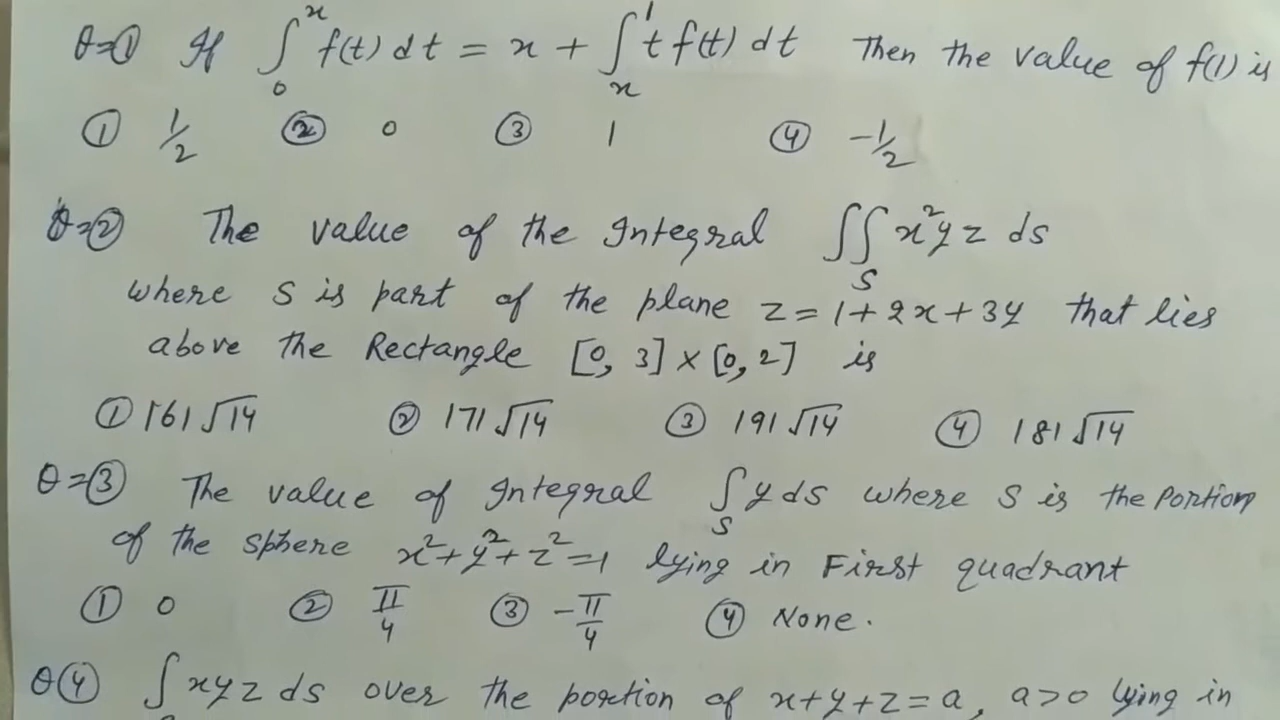 Q=① If ∫₀ˣ f(t) dt = x + ∫ₓ¹ t f(t) dt Then the value of f(1) is
① 1/2 ② 0 ③ 1 ④ -1/2
Q=② The value of the Integral ∬_S x²yz ds
where S is part of the plane z=1+2x+3y that lies
above the Rectangle [0, 3] × [0, 2] is
① 161√14 ② 171√14 ③ 191√14 ④ 181√14
Q=③ The value of Integral ∫_S y ds where S is the Portion
of the sphere x²+y²+z²=1 lying in First quadrant
① 0 ② π/4 ③ -π/4 ④ None.
Q④ ∫ xyz ds over the portion of x+y+z=a, a>0 lying in